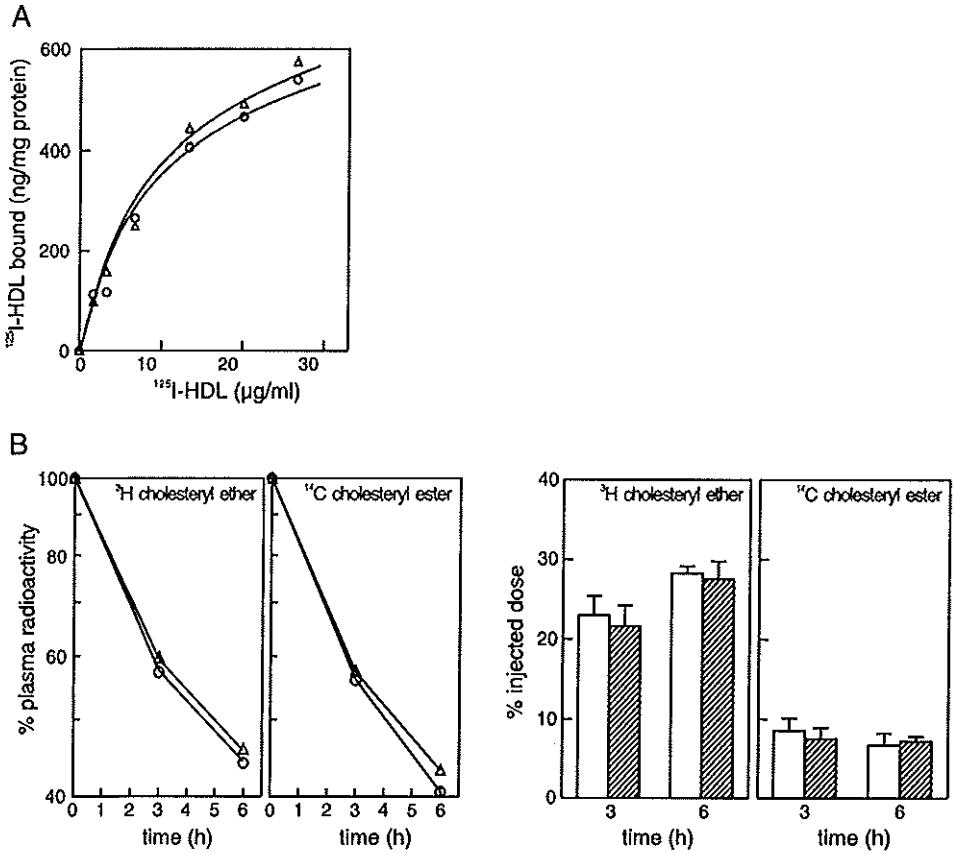 A
¹²⁵I-HDL bound (ng/mg protein)
600
400
200
0
0 10 20 30
¹²⁵I-HDL (µg/ml)
B
% plasma radioactivity
100
80
60
40
³H cholesteryl ether
¹⁴C cholesteryl ester
0 1 2 3 4 5 6
0 1 2 3 4 5 6
time (h)
time (h)
% injected dose
40
30
20
10
0
³H cholesteryl ether
¹⁴C cholesteryl ester
3 6
3 6
time (h)
time (h)